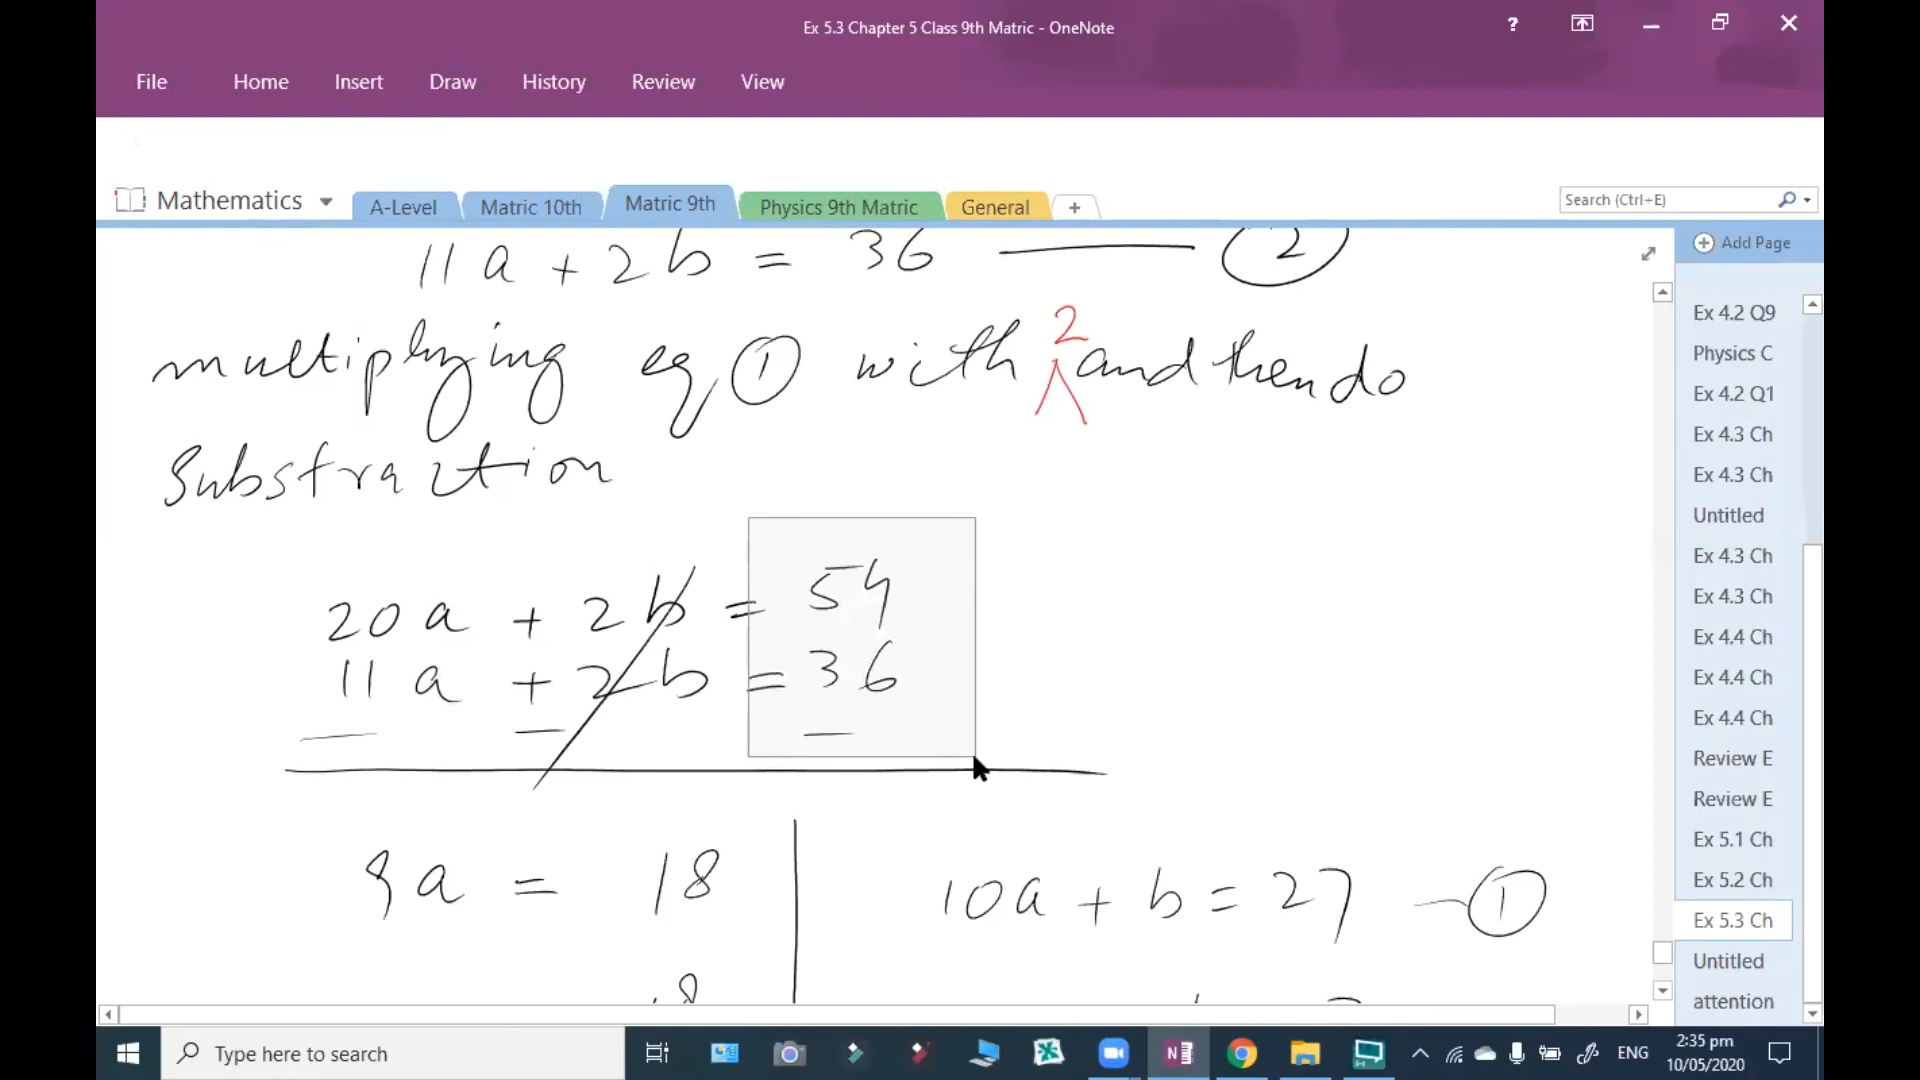 Ex 5.3 Chapter 5 Class 9th Matric - OneNote
?
File Home Insert Draw History Review View
Mathematics A-Level Matric 10th Matric 9th Physics 9th Matric General +
Search (Ctrl+E)
Add Page
11a + 2b = 36 — 2
multiplying eq 1 with 2 and then do
Substraction
20a + 2b = 54
11a + 2b = 36
9a = 18
10a + b = 27 — 1
Ex 4.2 Q9
Physics C
Ex 4.2 Q1
Ex 4.3 Ch
Ex 4.3 Ch
Untitled
Ex 4.3 Ch
Ex 4.3 Ch
Ex 4.4 Ch
Ex 4.4 Ch
Ex 4.4 Ch
Review E
Review E
Ex 5.1 Ch
Ex 5.2 Ch
Ex 5.3 Ch
Untitled
attention
Type here to search
N
ENG
2:35 pm
10/05/2020